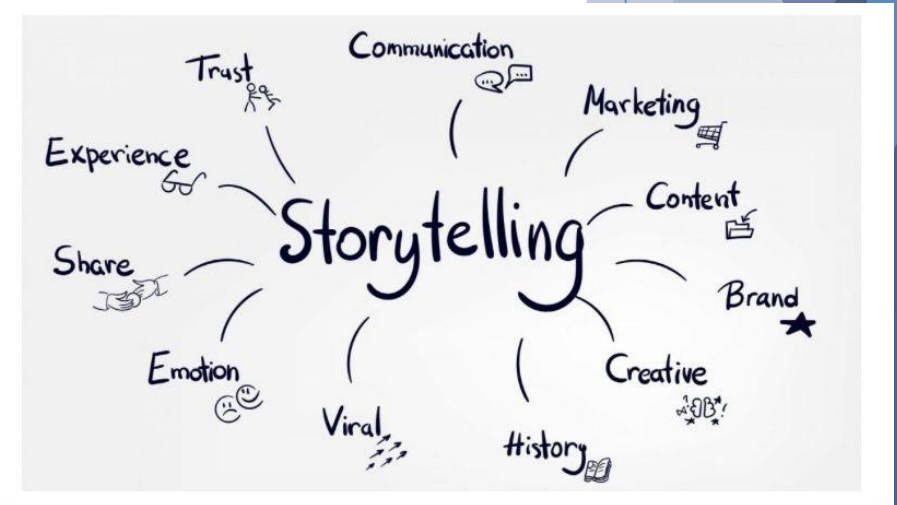 Communication
Trust
Marketing
Experience
Content
Storytelling
Share
Brand
Emotion
Creative
Viral
History